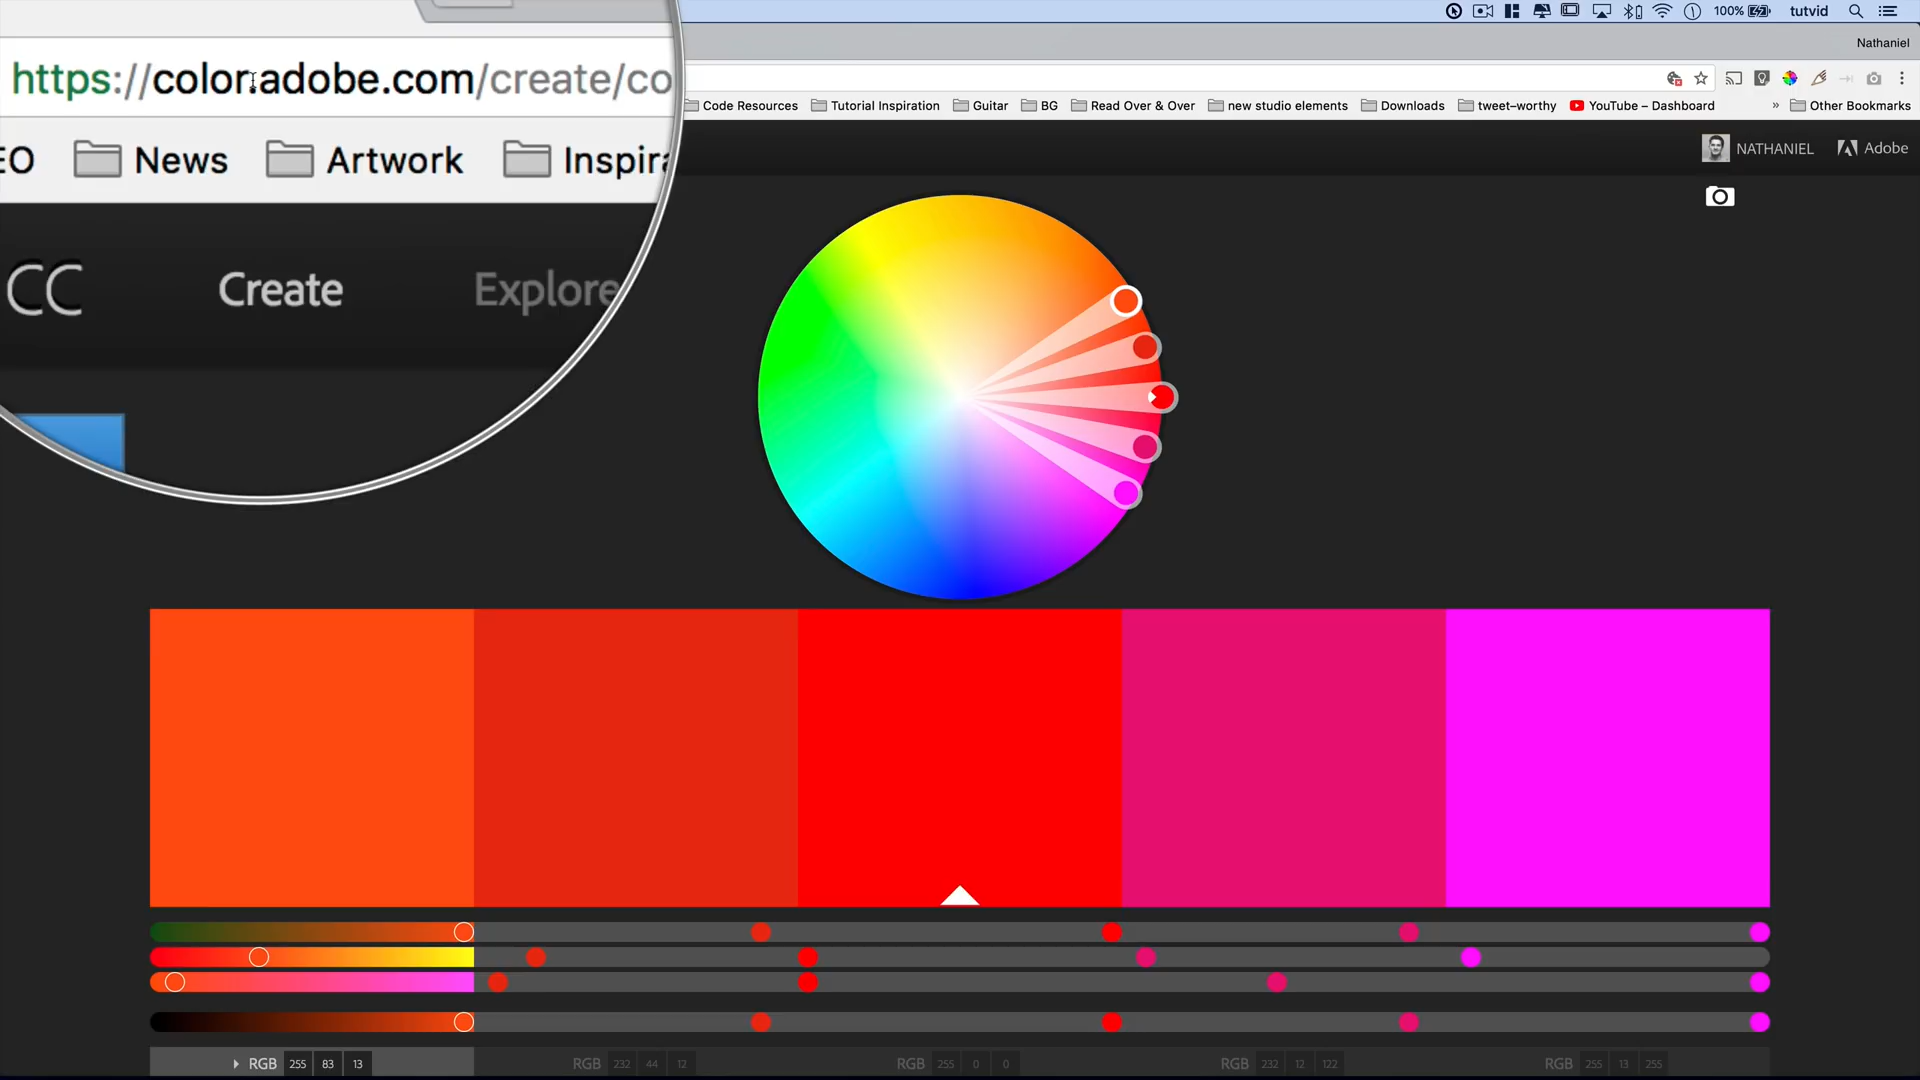 100% tutvid
Nathaniel
https://color.adobe.com/create/co
Code Resources Tutorial Inspiration Guitar BG Read Over & Over new studio elements Downloads tweet-worthy YouTube – Dashboard » Other Bookmarks
EO News Artwork Inspira
NATHANIEL Adobe
CC Create Explore
RGB 255 83 13 RGB 232 44 12 RGB 255 0 0 RGB 232 12 122 RGB 255 13 255